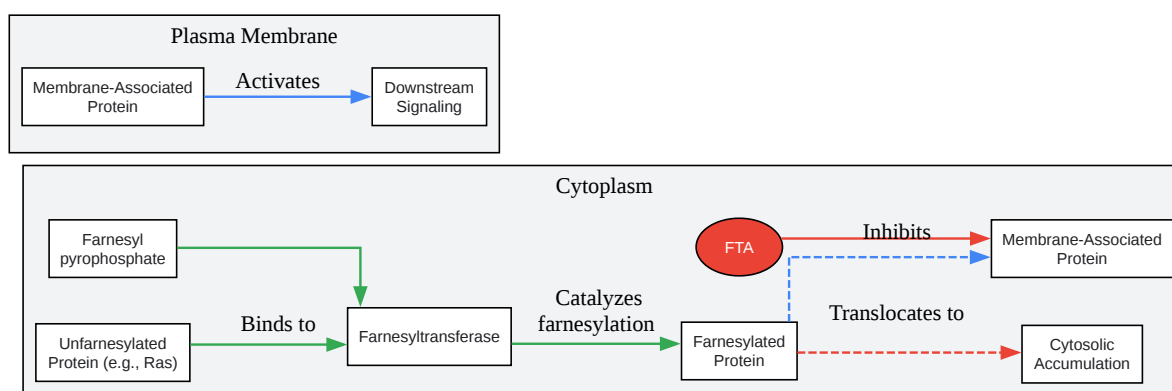 Plasma Membrane
Membrane-Associated
Protein
Activates
Downstream
Signaling
Cytoplasm
Farnesyl
pyrophosphate
FTA
Inhibits
Membrane-Associated
Protein
Unfarnesylated
Protein (e.g., Ras)
Binds to
Farnesyltransferase
Catalyzes
farnesylation
Farnesylated
Protein
Translocates to
Cytosolic
Accumulation